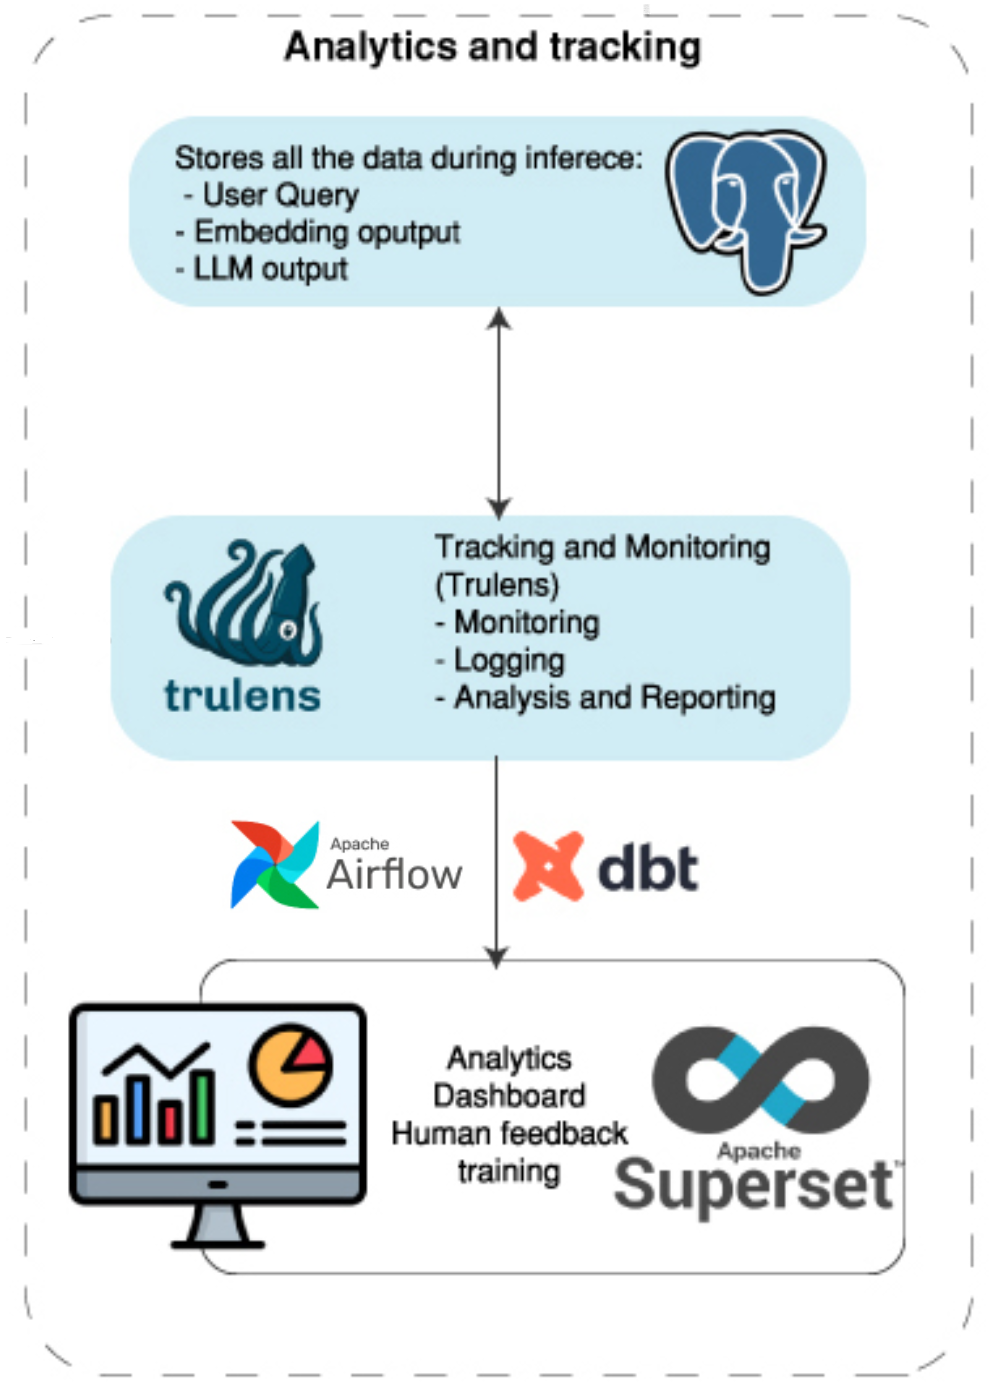 Analytics and tracking
Stores all the data during inferece:
- User Query
- Embedding oputput
- LLM output
Tracking and Monitoring
(Trulens)
- Monitoring
- Logging
- Analysis and Reporting
trulens
Apache
Airflow
dbt
Analytics
Dashboard
Human feedback
training
Apache
Superset™